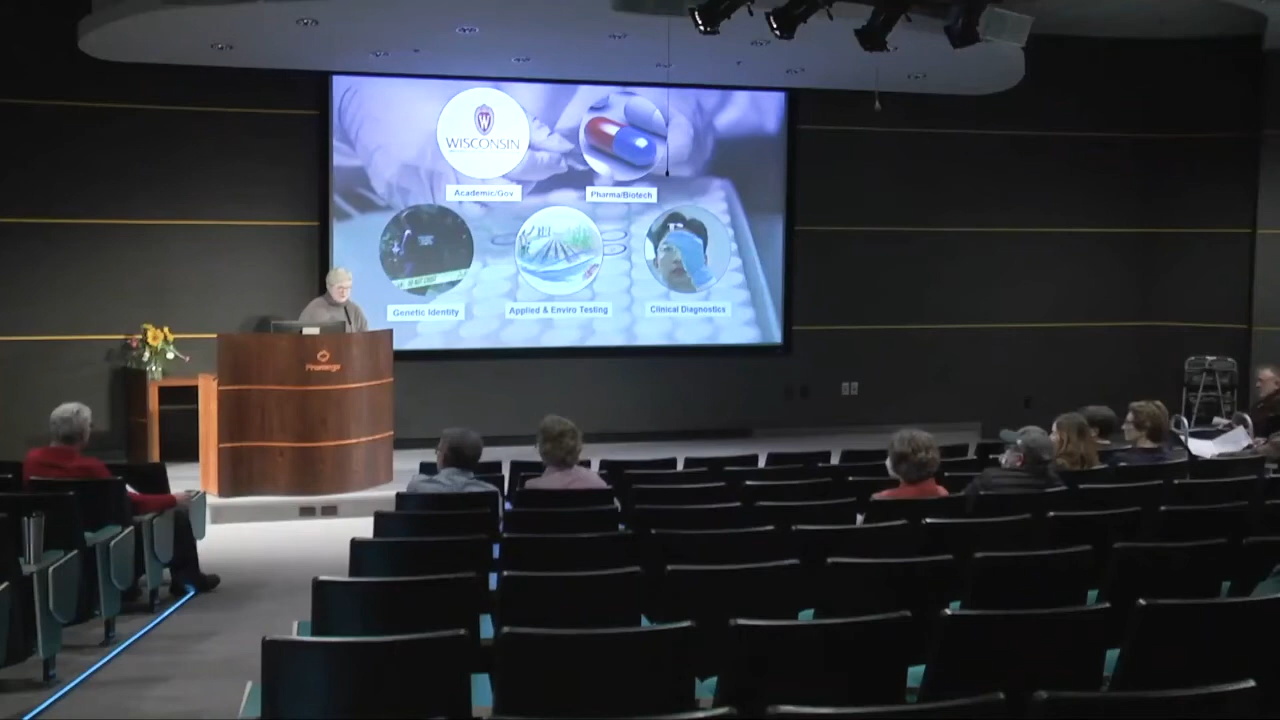 W
WISCONSIN
Academic/Gov
Pharma/Biotech
Genetic Identity
Applied & Enviro Testing
Clinical Diagnostics
Promega